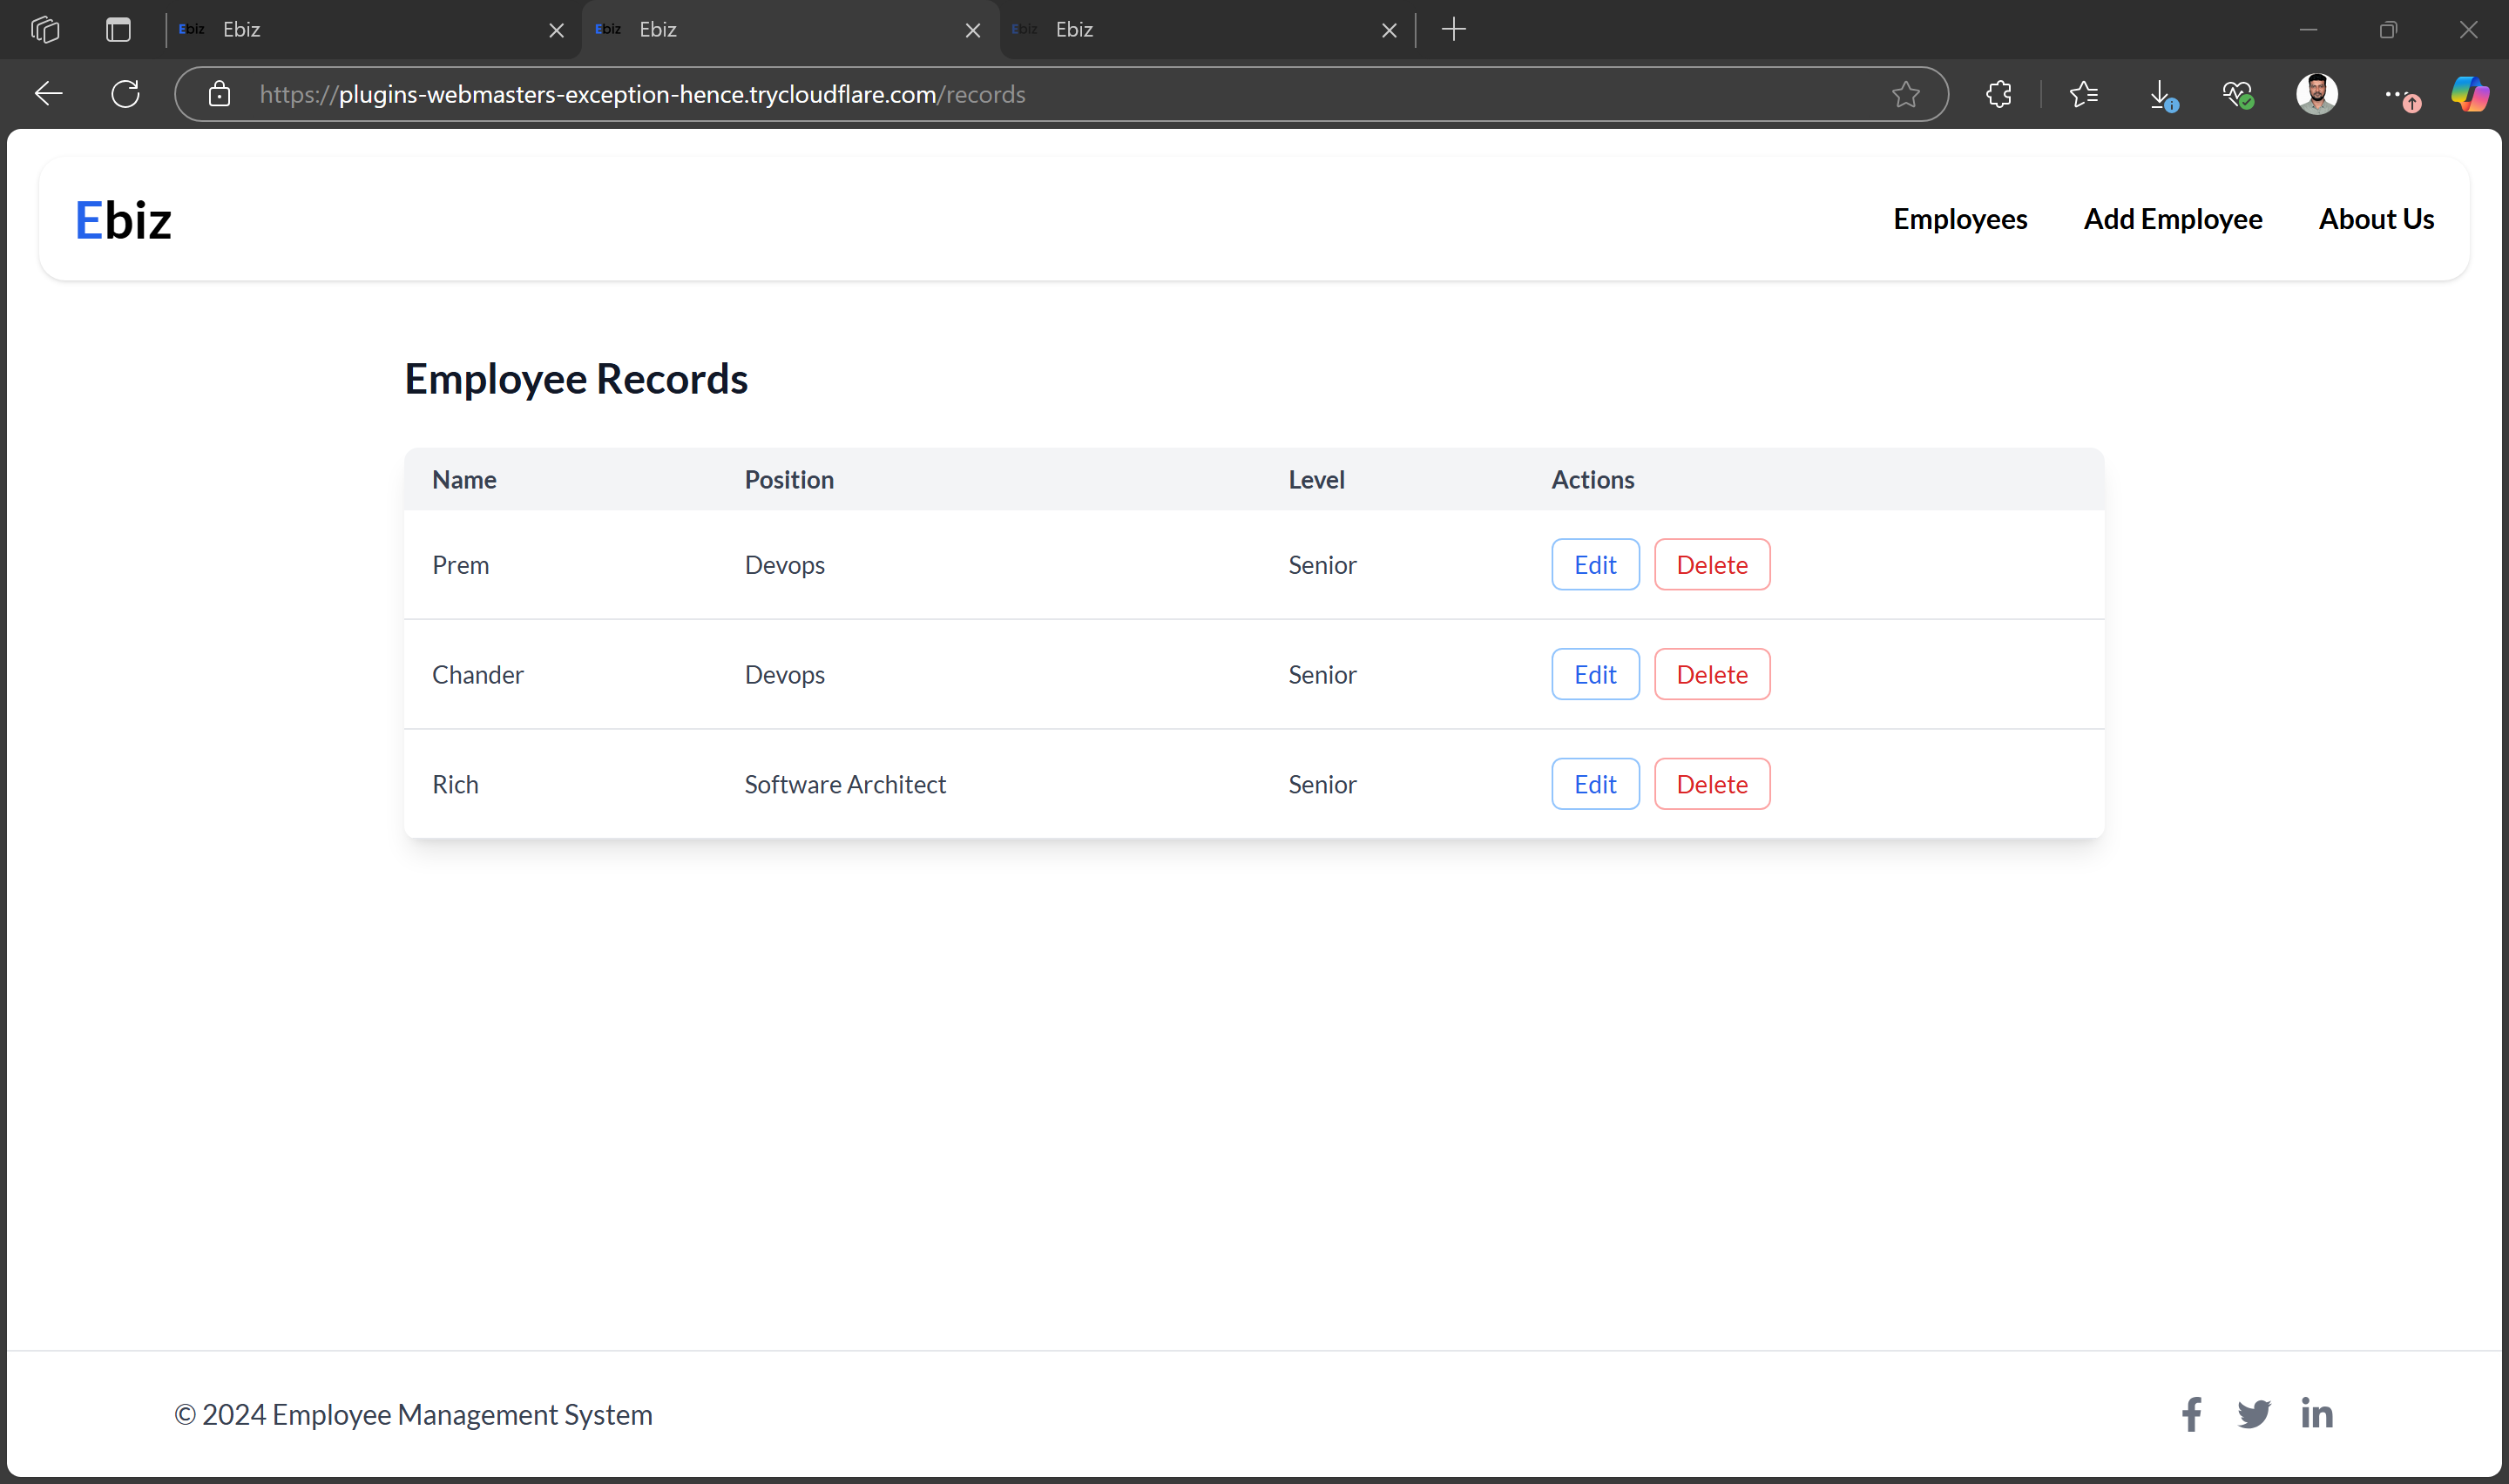 Ebiz Ebiz Ebiz Ebiz Ebiz Ebiz
https://plugins-webmasters-exception-hence.trycloudflare.com/records
Ebiz Employees Add Employee About Us
Employee Records
Name Position Level Actions
Prem Devops Senior Edit Delete
Chander Devops Senior Edit Delete
Rich Software Architect Senior Edit Delete
© 2024 Employee Management System